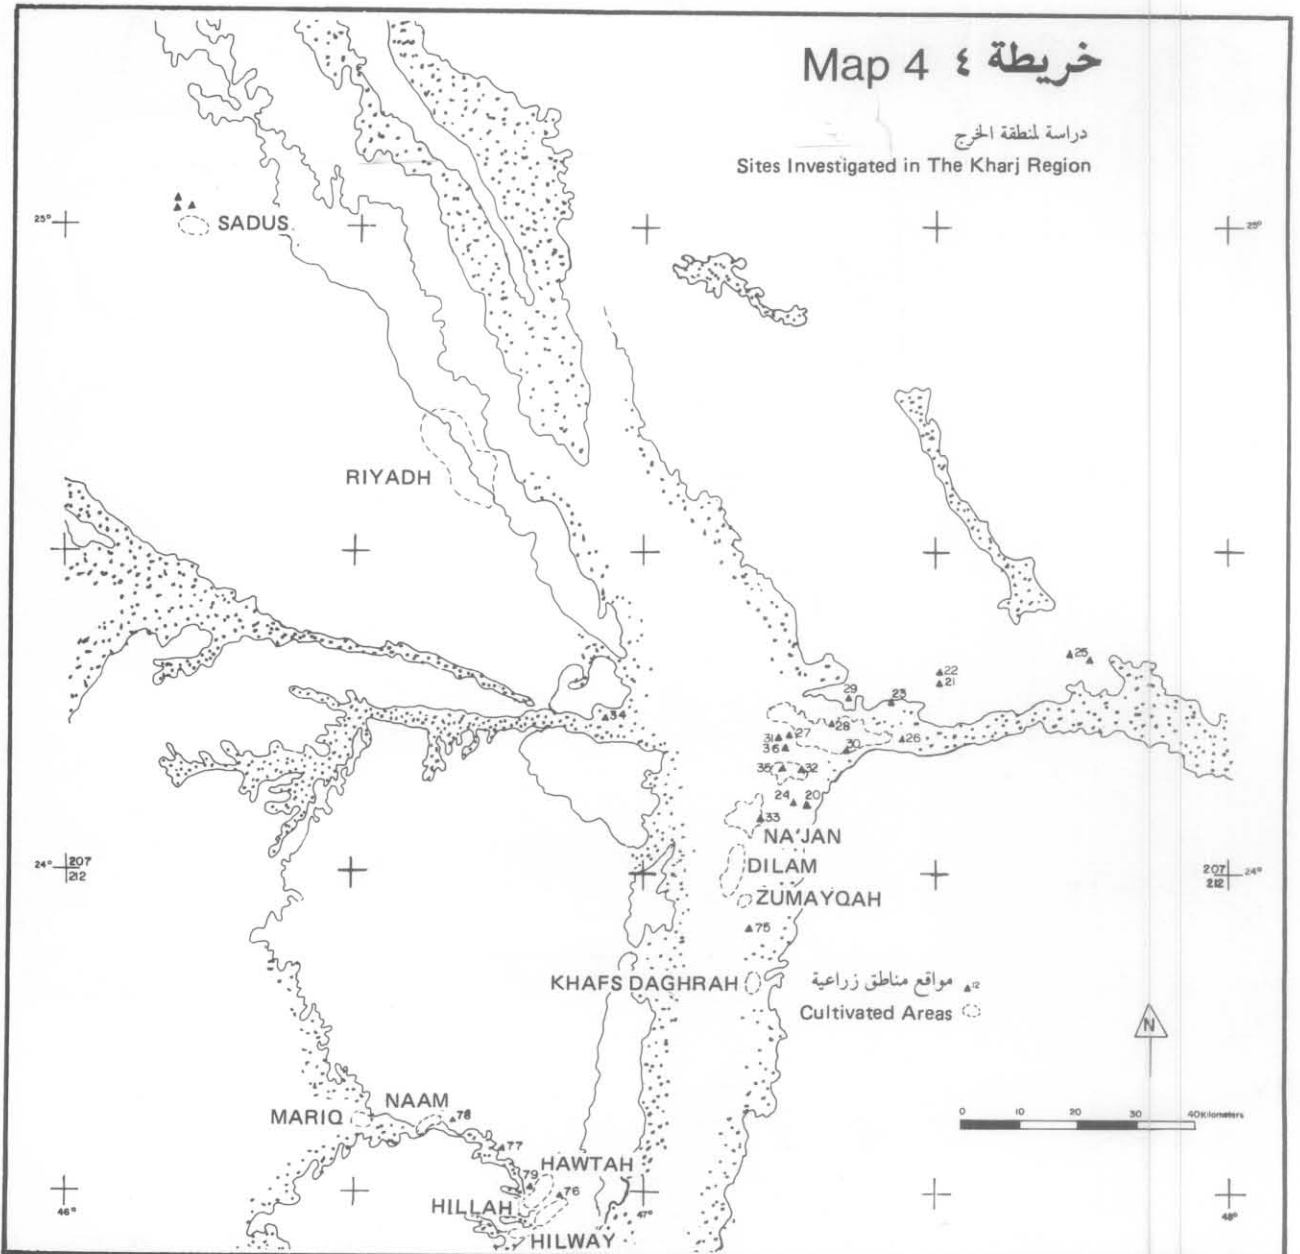 Map 4 خريطة ٤
دراسة لمنطقة الخرج
Sites Investigated in The Kharj Region
25°
SADUS
25°
RIYADH
22
25
21
29
23
34
28
31
27
26
36
30
35
32
24
20
33
NA'JAN
24°
207
212
DILAM
207
212
24°
ZUMAYQAH
75
KHAFS DAGHRAH
مواقع مناطق زراعية
12
Cultivated Areas
N
NAAM
MARIQ
78
0 10 20 30 40 Kilometers
77
HAWTAH
79
76
HILLAH
HILWAY
46°
47°
48°